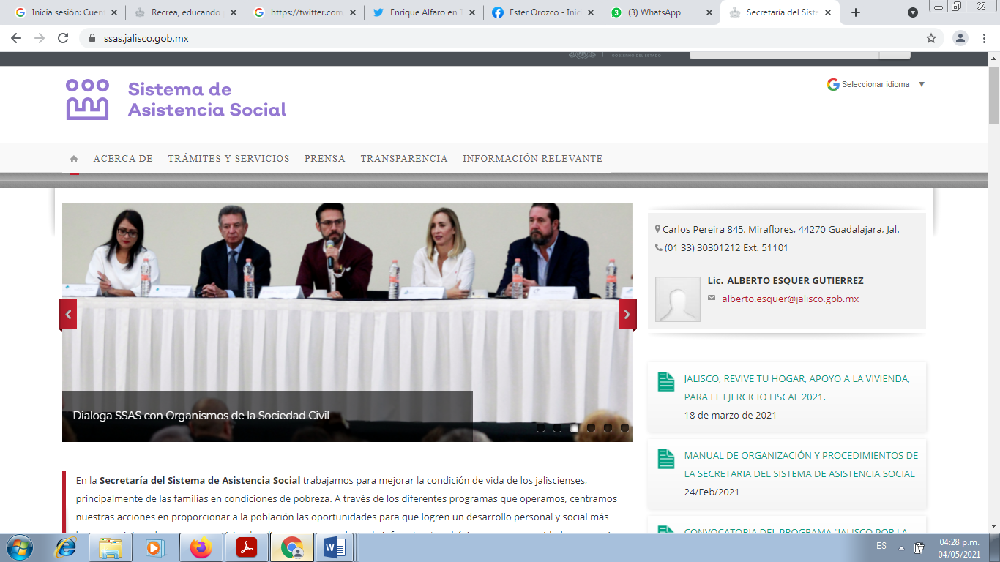 Inicia sesión: Cuen
Recrea, educando
https://twitter.com
Enrique Alfaro en T
Ester Orozco - Inic
(3) WhatsApp
Secretaría del Siste
ssas.jalisco.gob.mx
GOBIERNO DEL ESTADO
Sistema de
Asistencia Social
Seleccionar idioma ▼
ACERCA DE TRÁMITES Y SERVICIOS PRENSA TRANSPARENCIA INFORMACIÓN RELEVANTE
Dialoga SSAS con Organismos de la Sociedad Civil
Carlos Pereira 845, Miraflores, 44270 Guadalajara, Jal.
(01 33) 30301212 Ext. 51101
Lic. ALBERTO ESQUER GUTIERREZ
alberto.esquer@jalisco.gob.mx
JALISCO, REVIVE TU HOGAR, APOYO A LA VIVIENDA,
PARA EL EJERCICIO FISCAL 2021.
18 de marzo de 2021
MANUAL DE ORGANIZACIÓN Y PROCEDIMIENTOS DE
LA SECRETARIA DEL SISTEMA DE ASISTENCIA SOCIAL
24/Feb/2021
CONVOCATORIA DEL PROGRAMA "JALISCO POR LA
En la Secretaría del Sistema de Asistencia Social trabajamos para mejorar la condición de vida de los jaliscienses,
principalmente de las familias en condiciones de pobreza. A través de los diferentes programas que operamos, centramos
nuestras acciones en proporcionar a la población las oportunidades para que logren un desarrollo personal y social más
ES
04:28 p.m.
04/05/2021